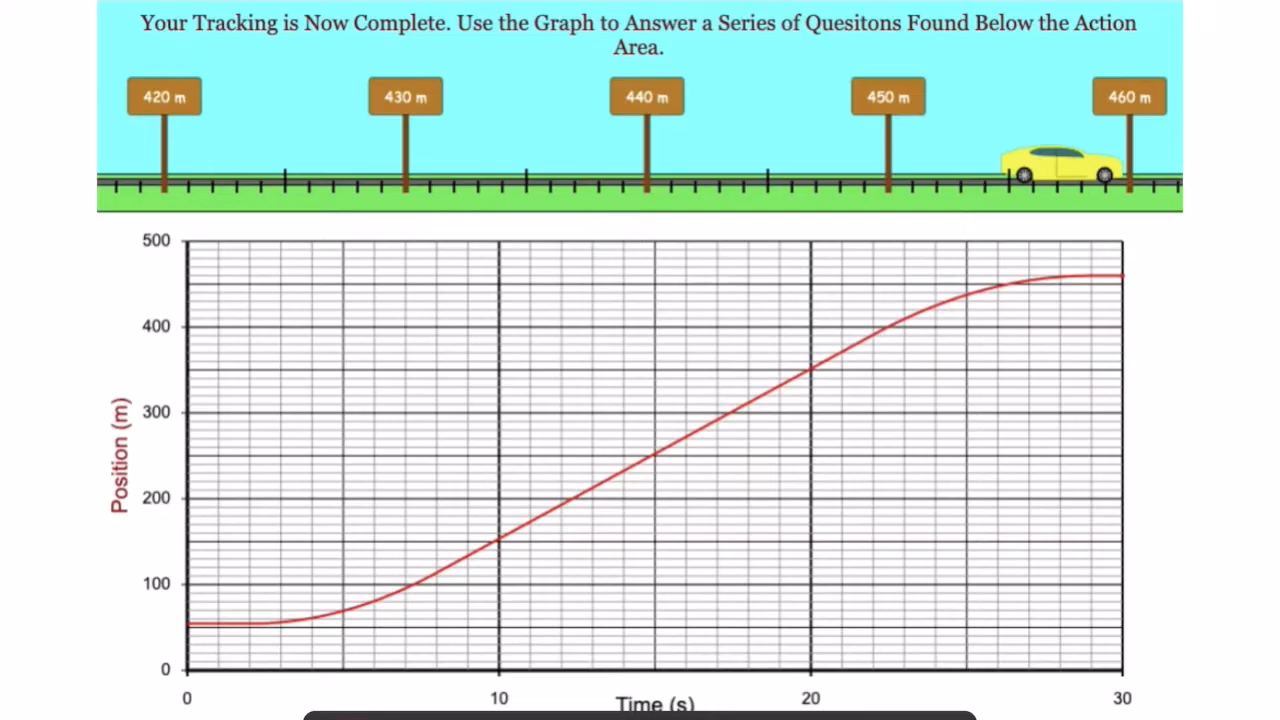 Your Tracking is Now Complete. Use the Graph to Answer a Series of Quesitons Found Below the Action
Area.
420 m
430 m
440 m
450 m
460 m
500
400
300
200
100
0
Position (m)
0
10
20
30
Time (s)